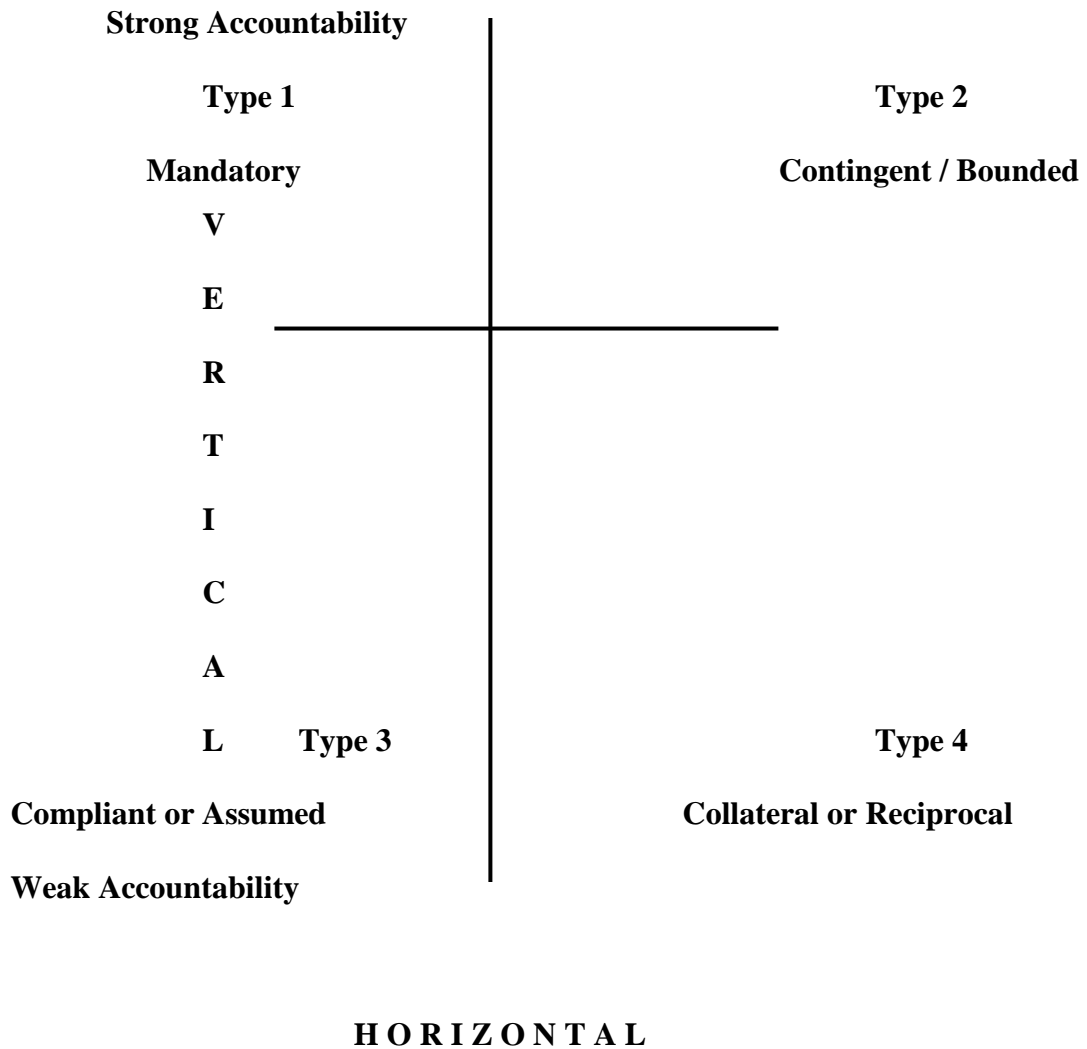 Strong Accountability
Type 1 Type 2
Mandatory Contingent / Bounded
V
E
R
T
I
C
A
L Type 3 Type 4
Compliant or Assumed Collateral or Reciprocal
Weak Accountability
H O R I Z O N T A L